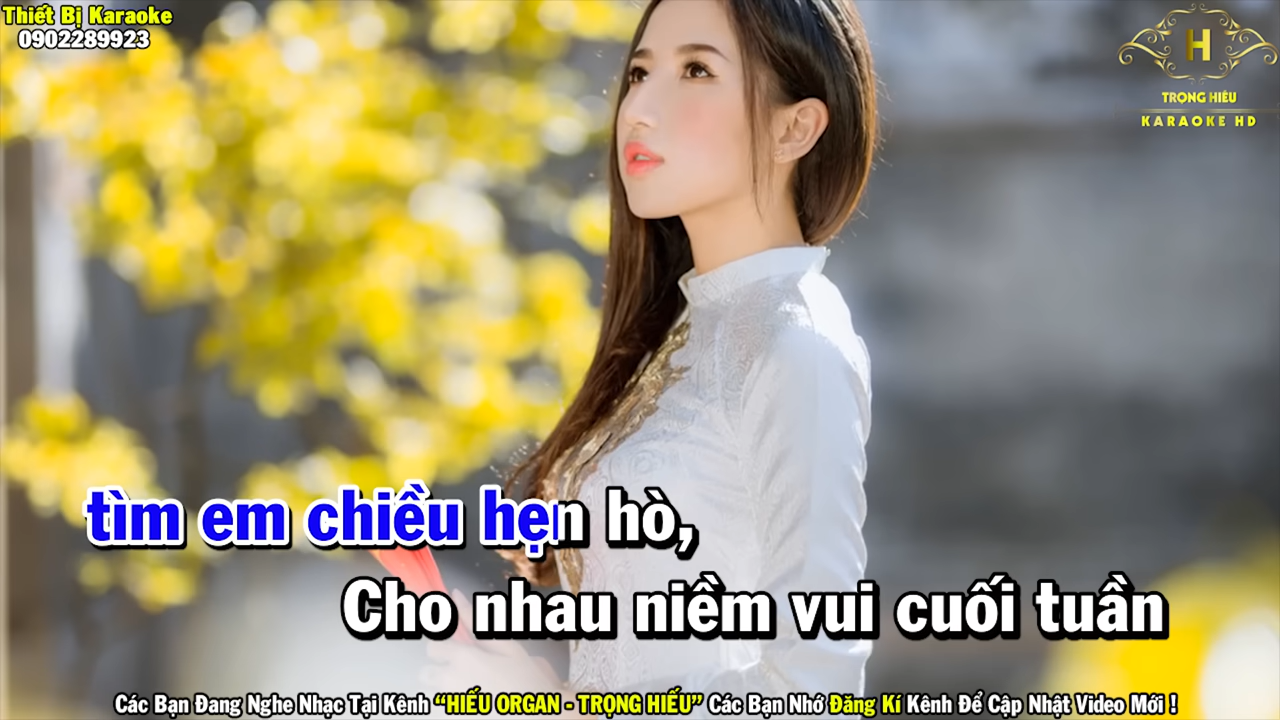 Thiết Bị Karaoke
0902289923
H
TRỌNG HIẾU
KARAOKE HD
tìm em chiều hẹn hò,
Cho nhau niềm vui cuối tuần
Các Bạn Đang Nghe Nhạc Tại Kênh “HIẾU ORGAN - TRỌNG HIẾU” Các Bạn Nhớ Đăng Kí Kênh Để Cập Nhật Video Mới !